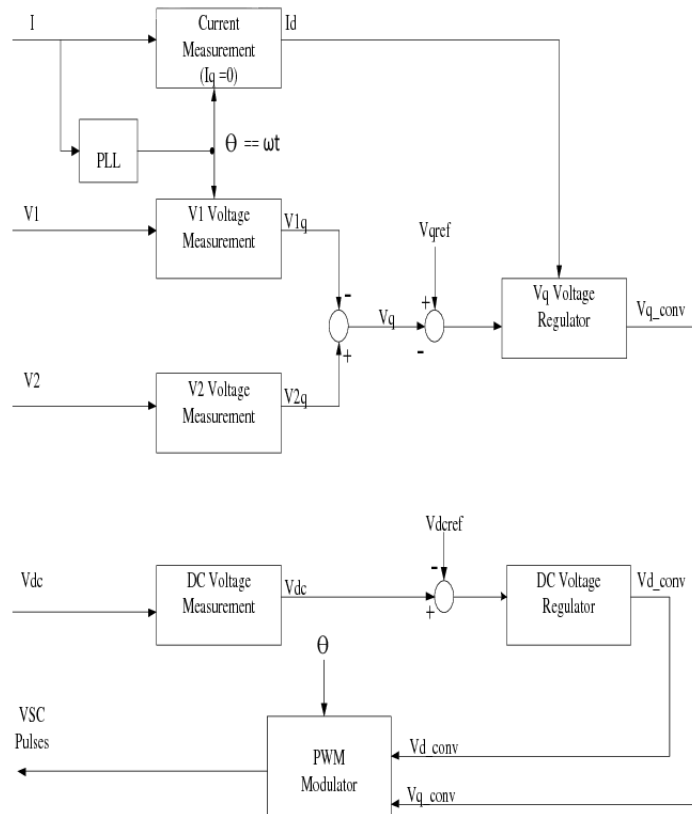 I
Current
Measurement
(Iq =0)
Id
PLL
θ == ωt
V1
V1 Voltage
Measurement
V1q
Vqref
-
+
Vq
-
+
Vq Voltage
Regulator
Vq_conv
V2
V2 Voltage
Measurement
V2q
Vdcref
Vdc
DC Voltage
Measurement
Vdc
-
+
DC Voltage
Regulator
Vd_conv
θ
VSC
Pulses
PWM
Modulator
Vd_conv
Vq_conv